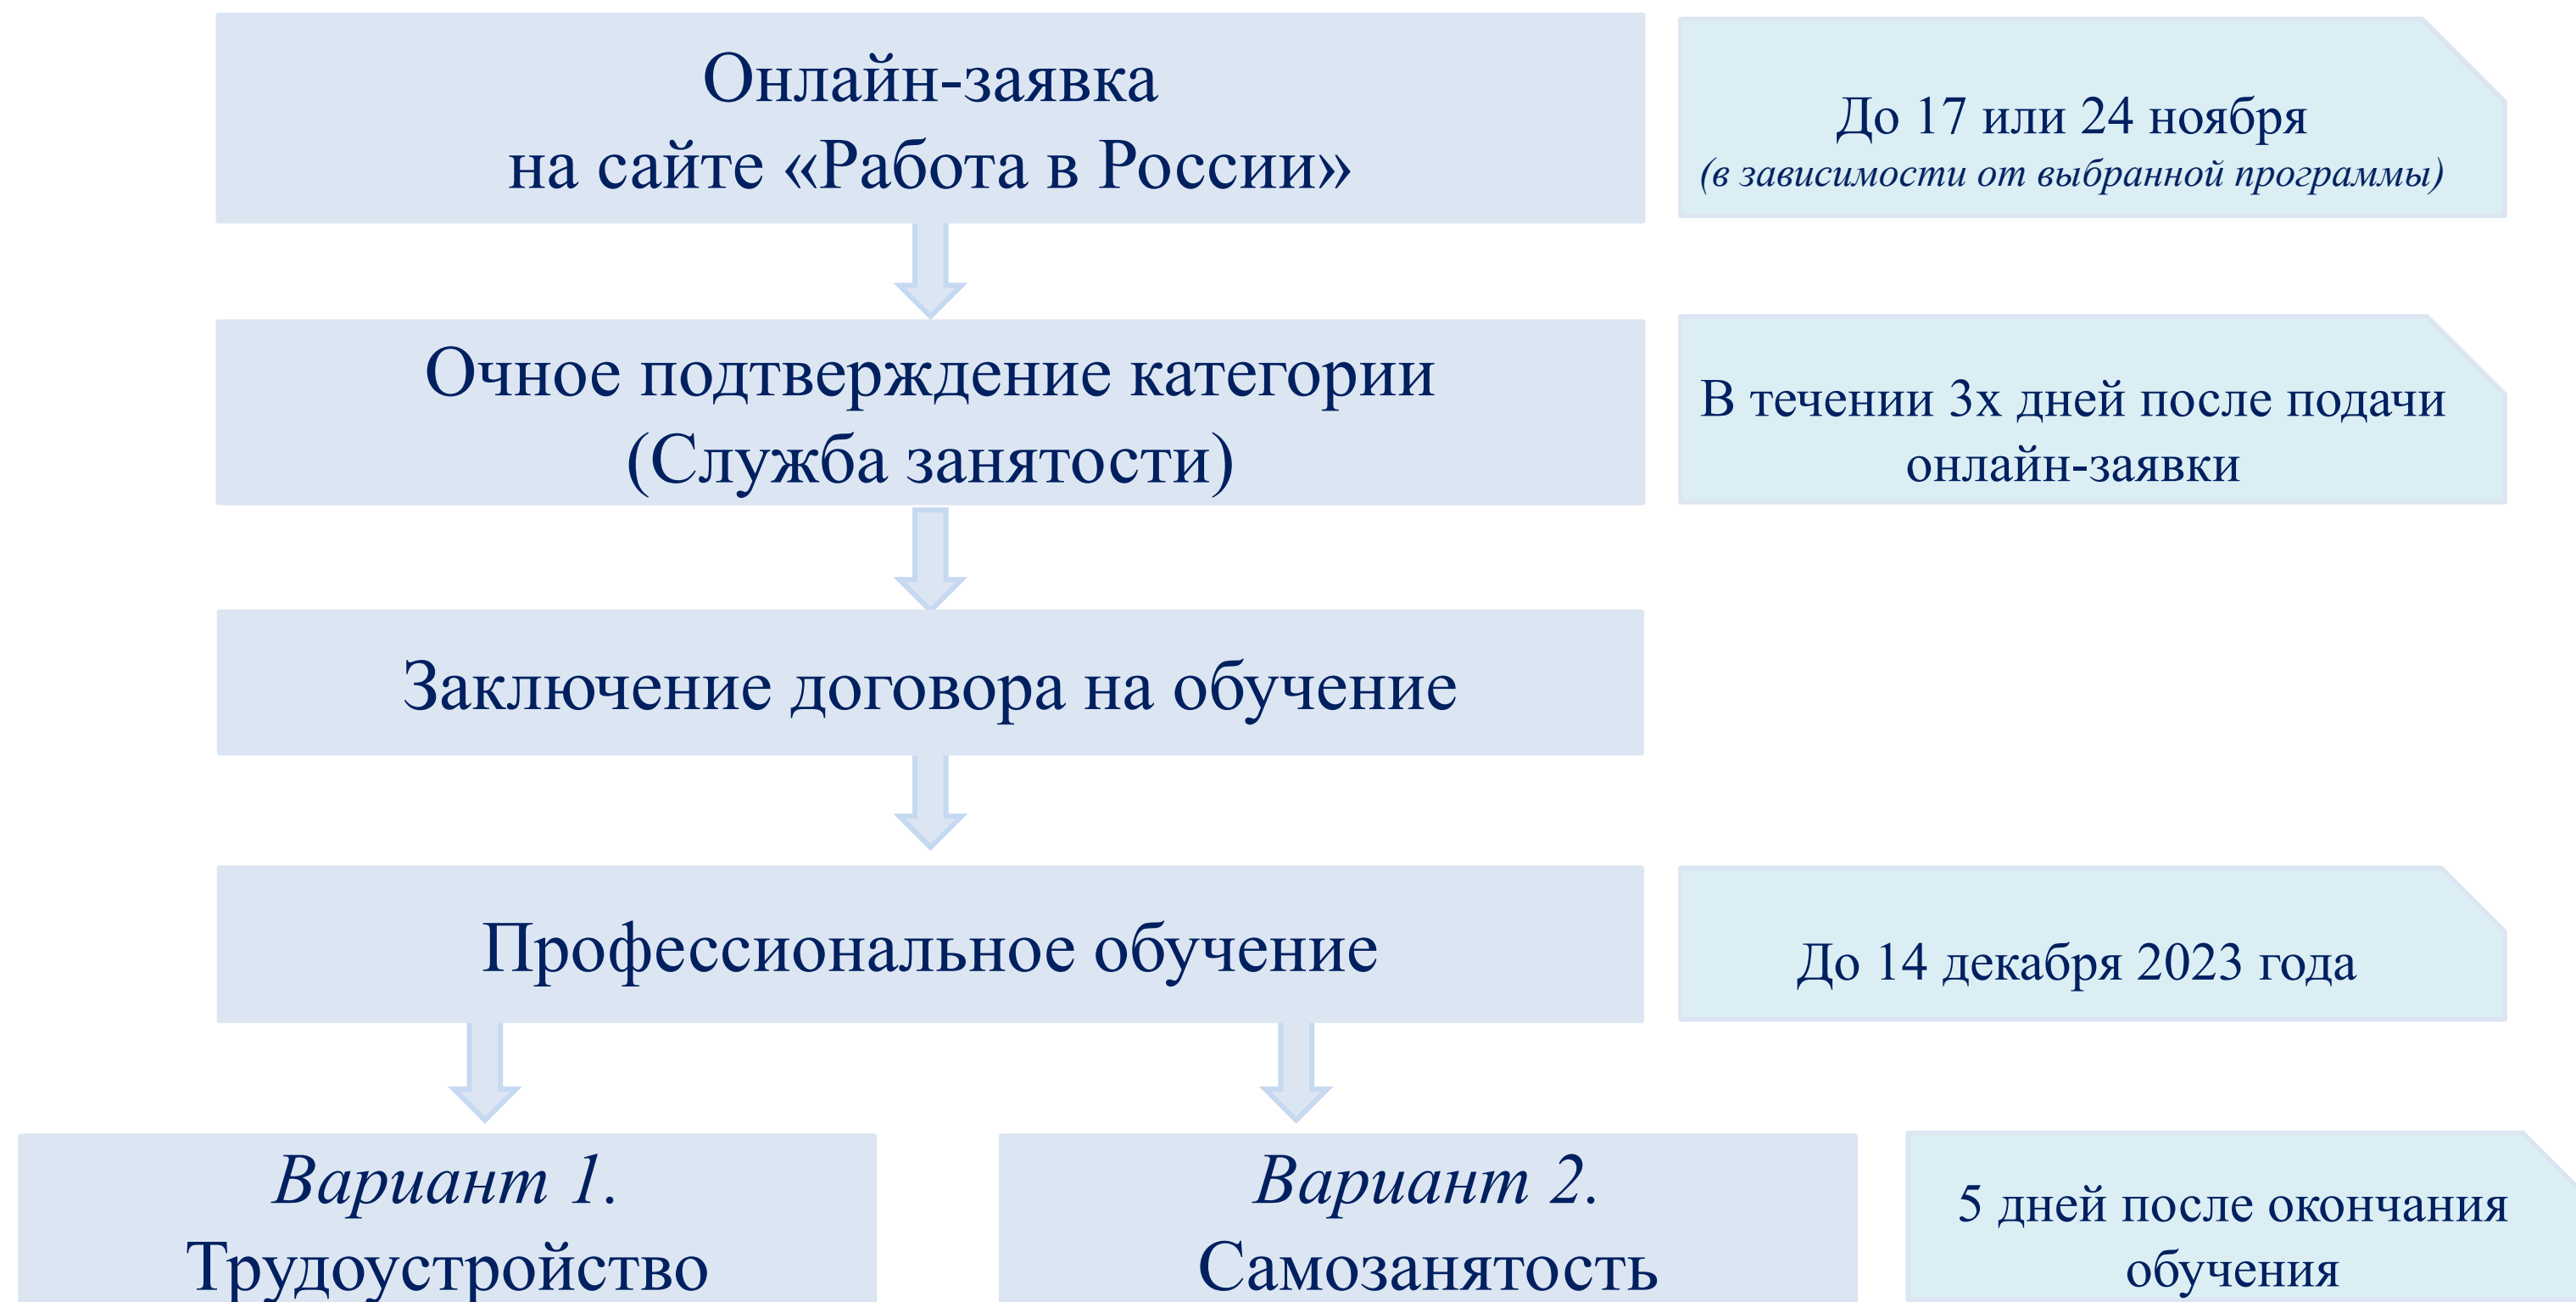 Онлайн-заявка
на сайте «Работа в России»
До 17 или 24 ноября
(в зависимости от выбранной программы)
Очное подтверждение категории
(Служба занятости)
В течении 3х дней после подачи
онлайн-заявки
Заключение договора на обучение
Профессиональное обучение
До 14 декабря 2023 года
Вариант 1.
Трудоустройство
Вариант 2.
Самозанятость
5 дней после окончания
обучения